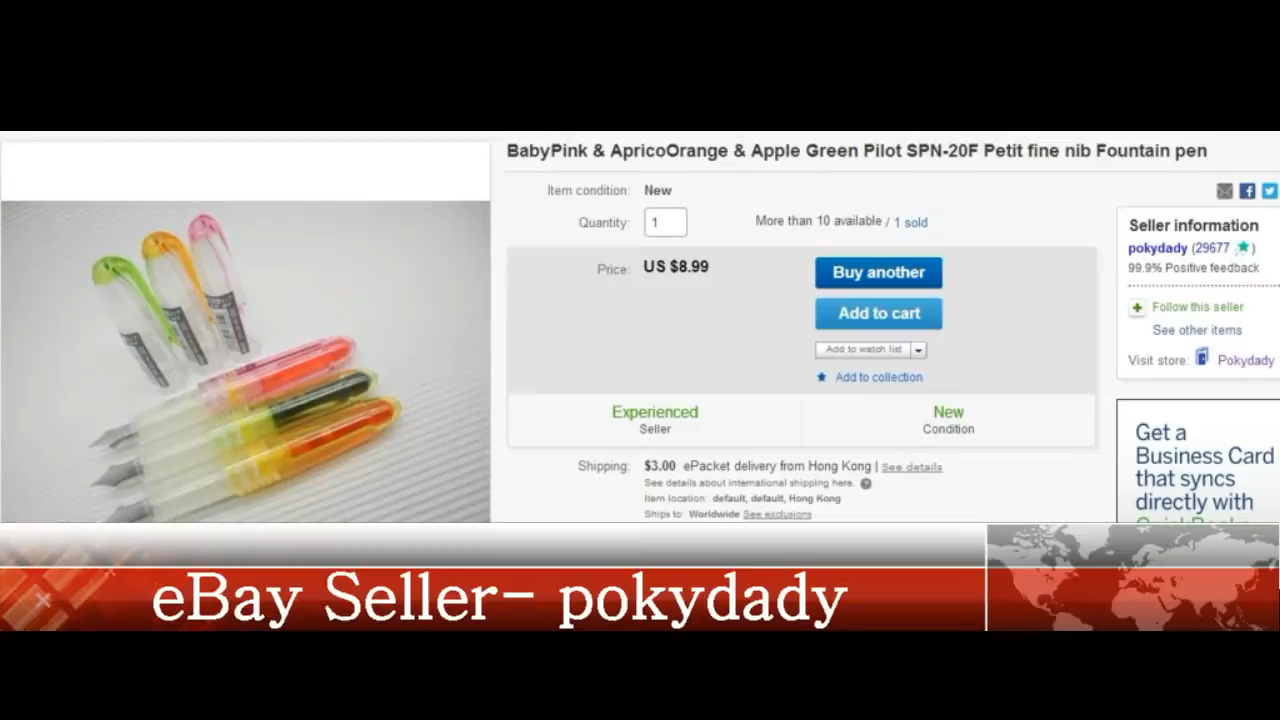 BabyPink & ApricoOrange & Apple Green Pilot SPN-20F Petit fine nib Fountain pen
Item condition: New
Quantity: 1 More than 10 available / 1 sold
Price: US $8.99
Buy another
Add to cart
Add to watch list
Add to collection
Experienced
Seller
New
Condition
Shipping: $3.00 ePacket delivery from Hong Kong | See details
See details about international shipping here.
Item location: default, default, Hong Kong
Ships to: Worldwide See exclusions
Seller information
pokydady (29677 )
99.9% Positive feedback
Follow this seller
See other items
Visit store: Pokydady
Get a
Business Card
that syncs
directly with
eBay Seller- pokydady